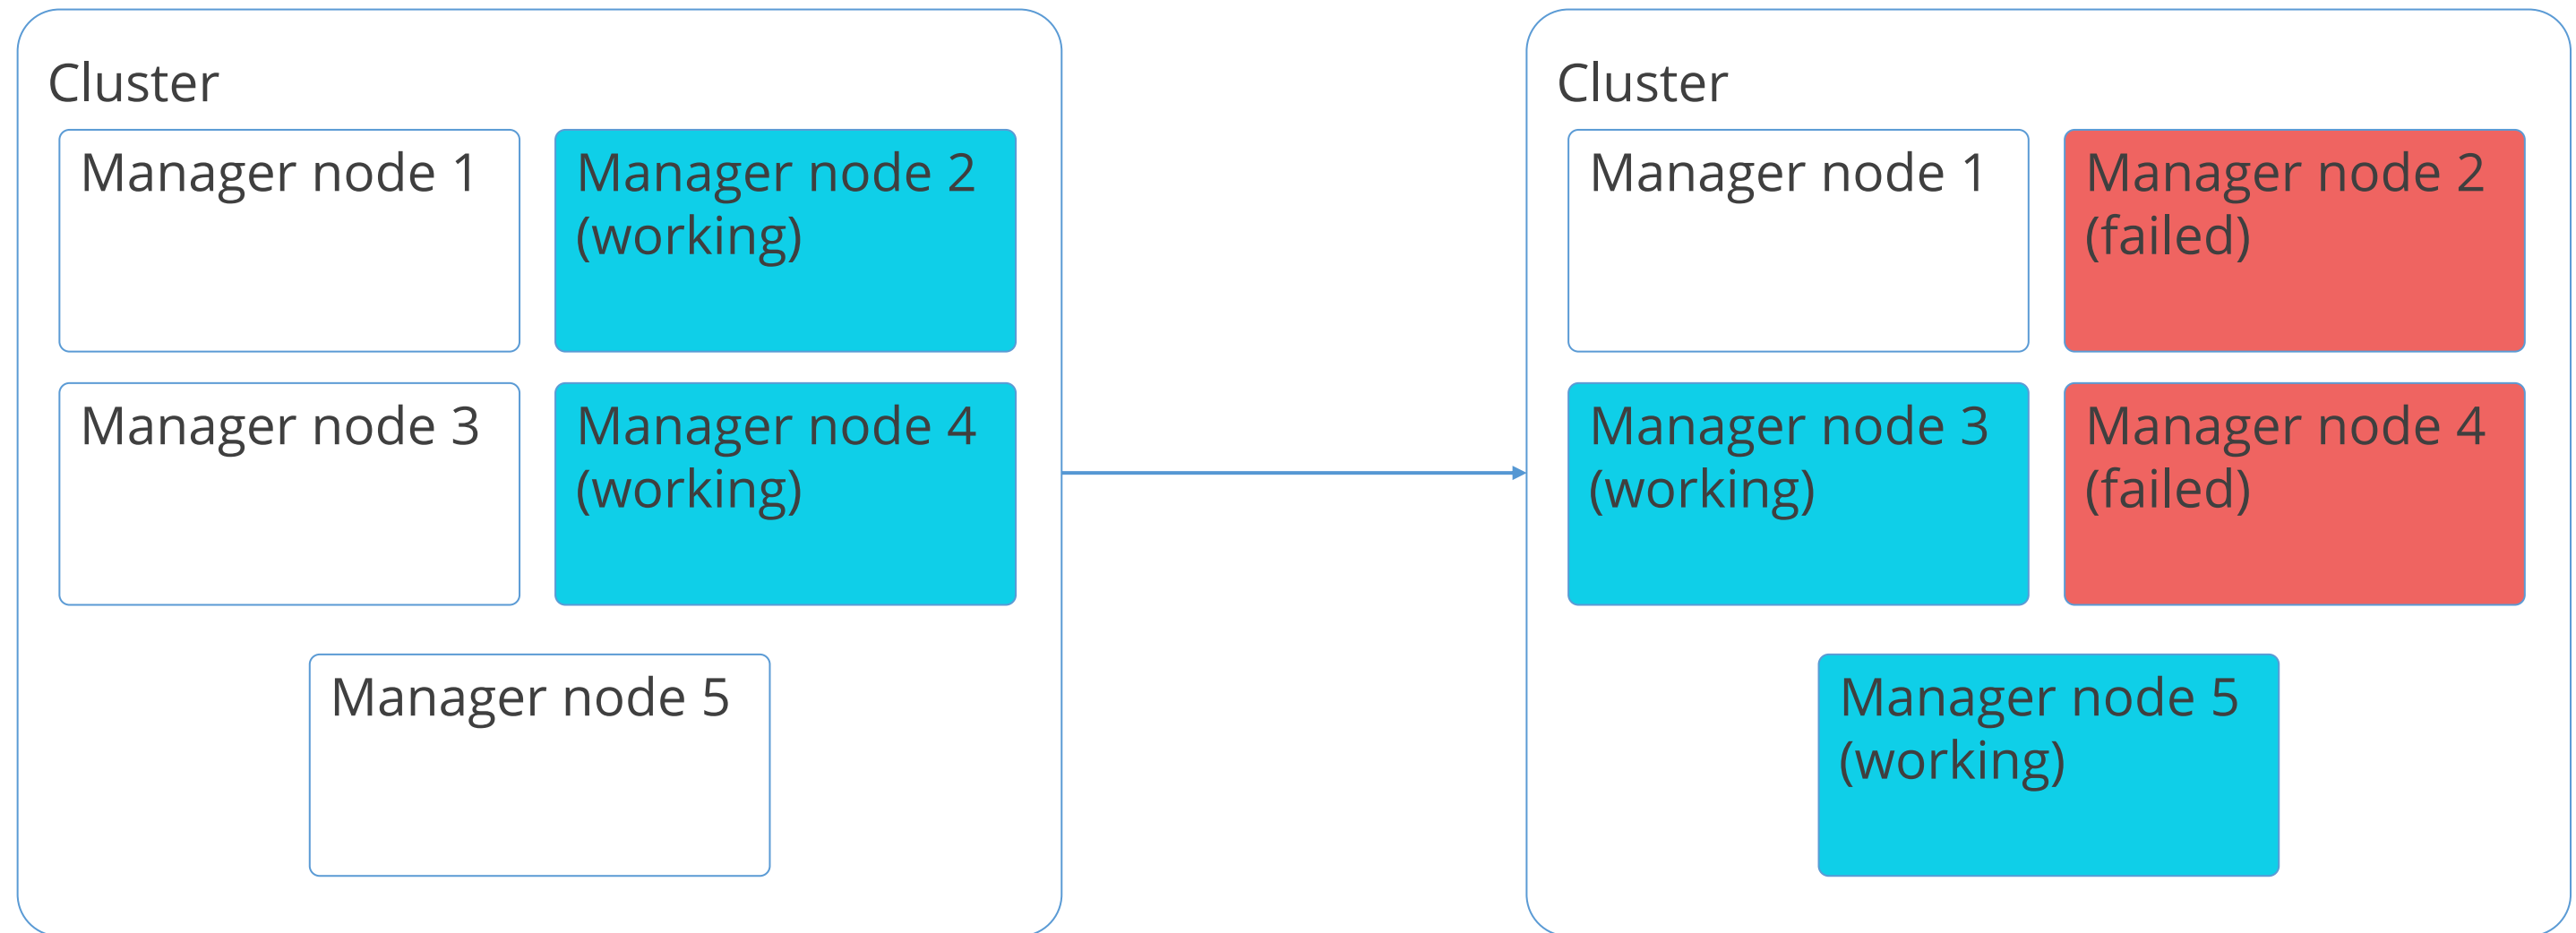 Cluster
Manager node 1
Manager node 2
(working)
Manager node 3
Manager node 4
(working)
Manager node 5
Cluster
Manager node 1
Manager node 2
(failed)
Manager node 3
(working)
Manager node 4
(failed)
Manager node 5
(working)